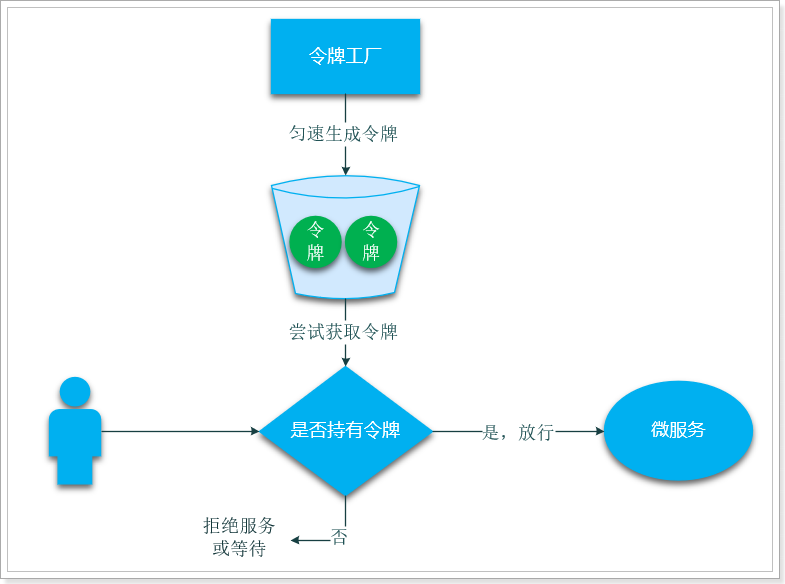 令牌工厂
匀速生成令牌
令
牌
令
牌
尝试获取令牌
是否持有令牌
是，放行
微服务
否
拒绝服务
或等待